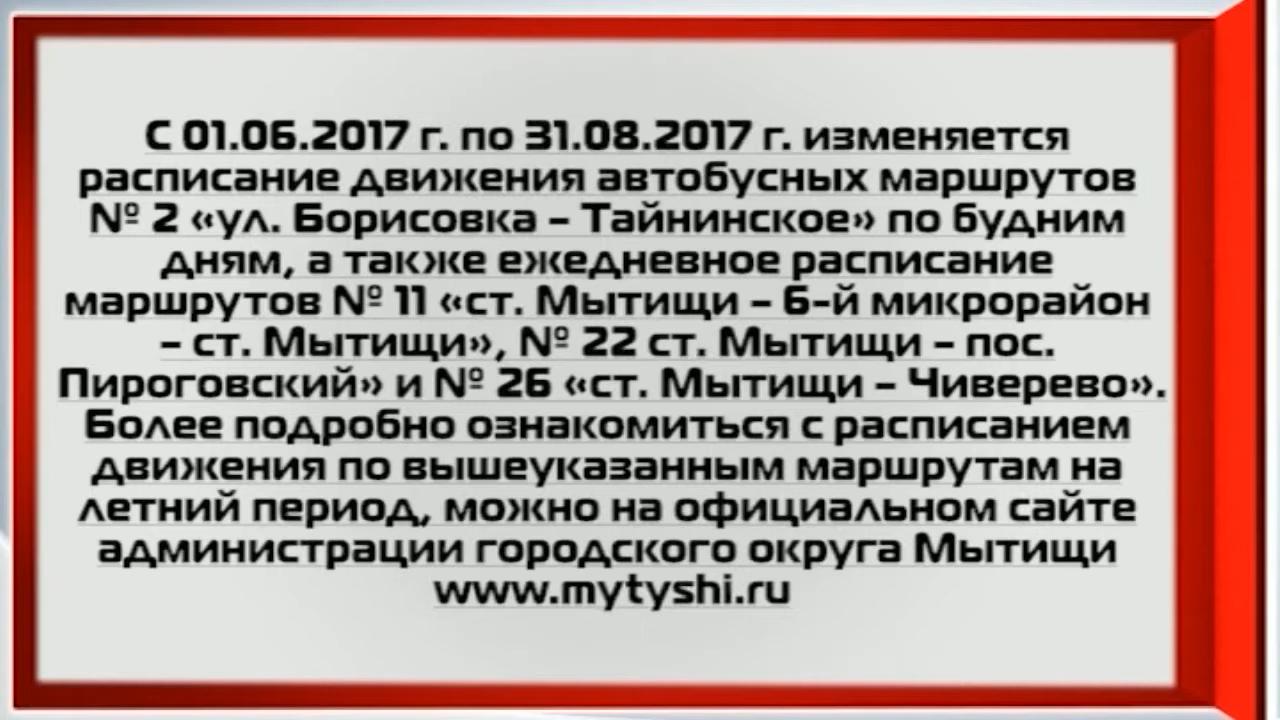 С 01.06.2017 г. по 31.08.2017 г. изменяется
расписание движения автобусных маршрутов
№ 2 «ул. Борисовка – Тайнинское» по будним
дням, а также ежедневное расписание
маршрутов № 11 «ст. Мытищи – 6-й микрорайон
– ст. Мытищи», № 22 ст. Мытищи – пос.
Пироговский» и № 26 «ст. Мытищи – Чиверево».
Более подробно ознакомиться с расписанием
движения по вышеуказанным маршрутам на
летний период, можно на официальном сайте
администрации городского округа Мытищи
www.mytyshi.ru